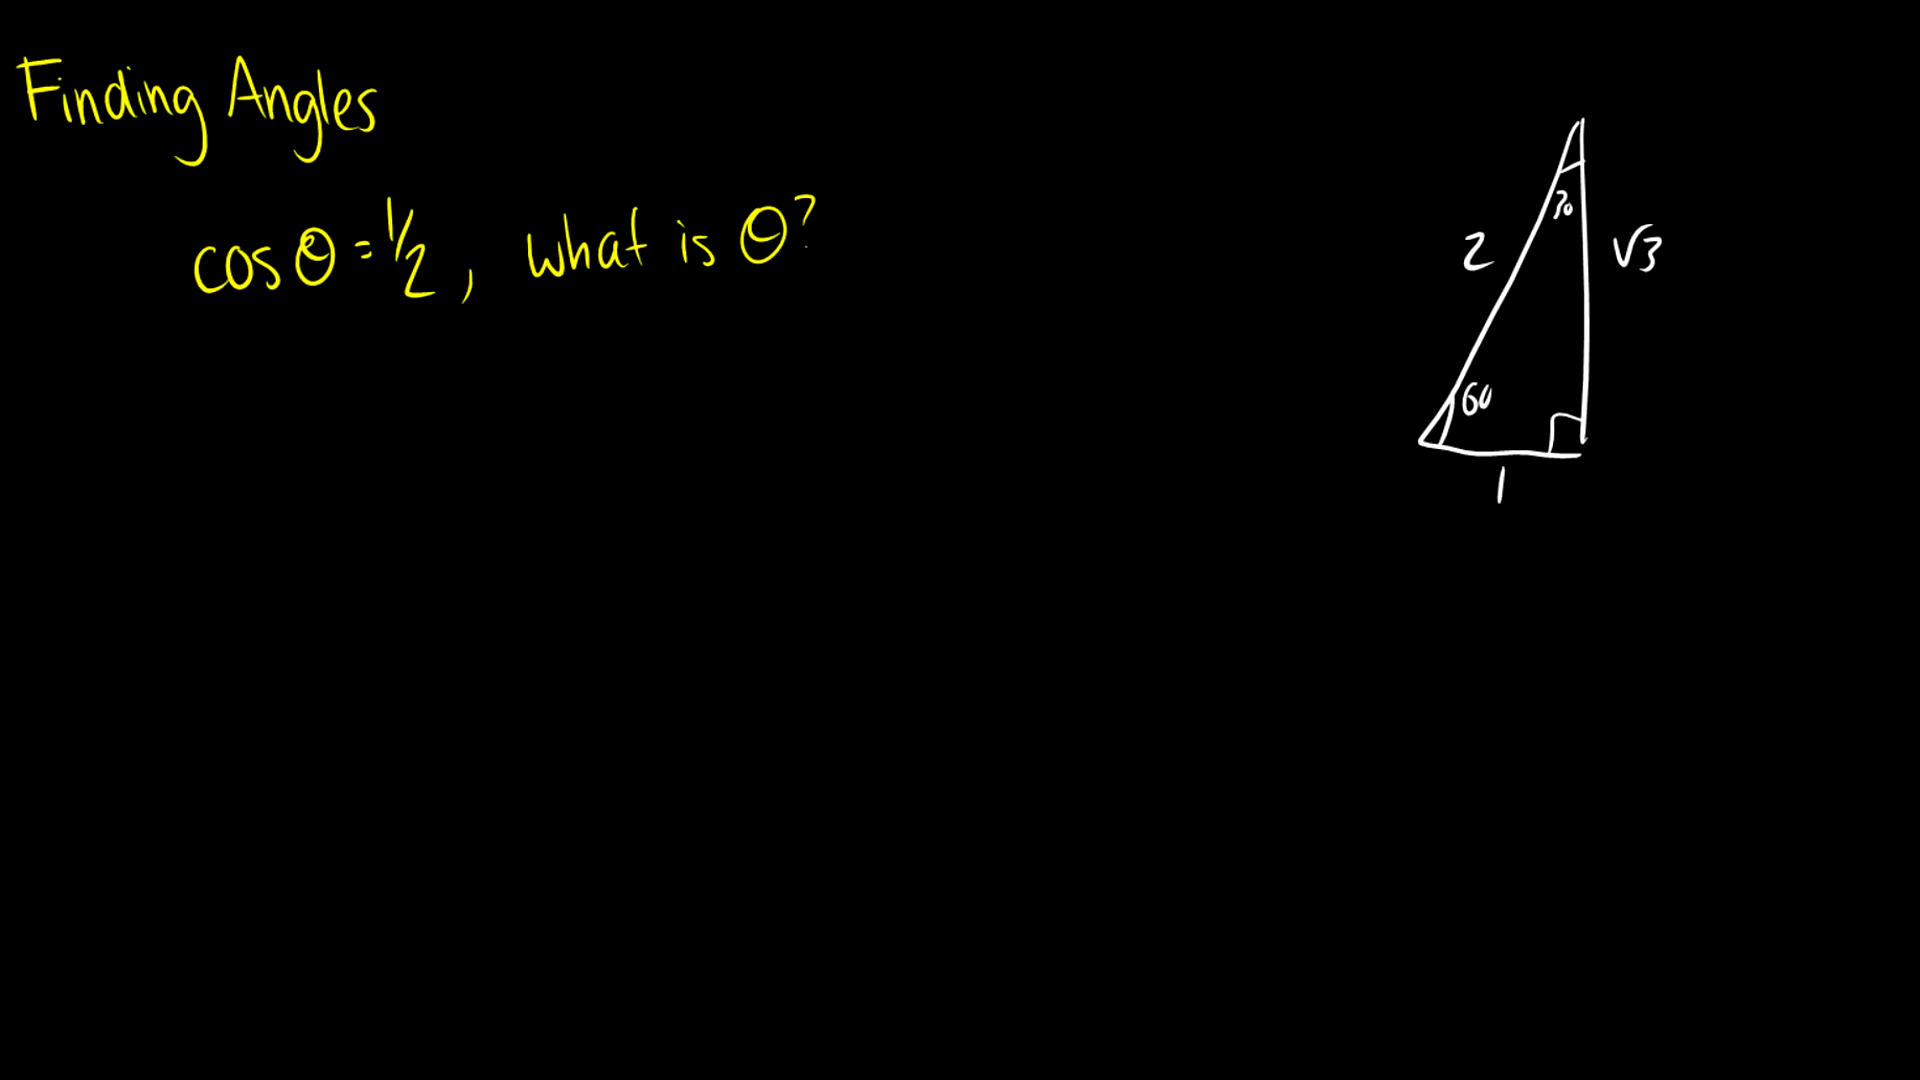 Finding Angles
cos θ = 1/2, what is θ?
30
2
√3
60
1